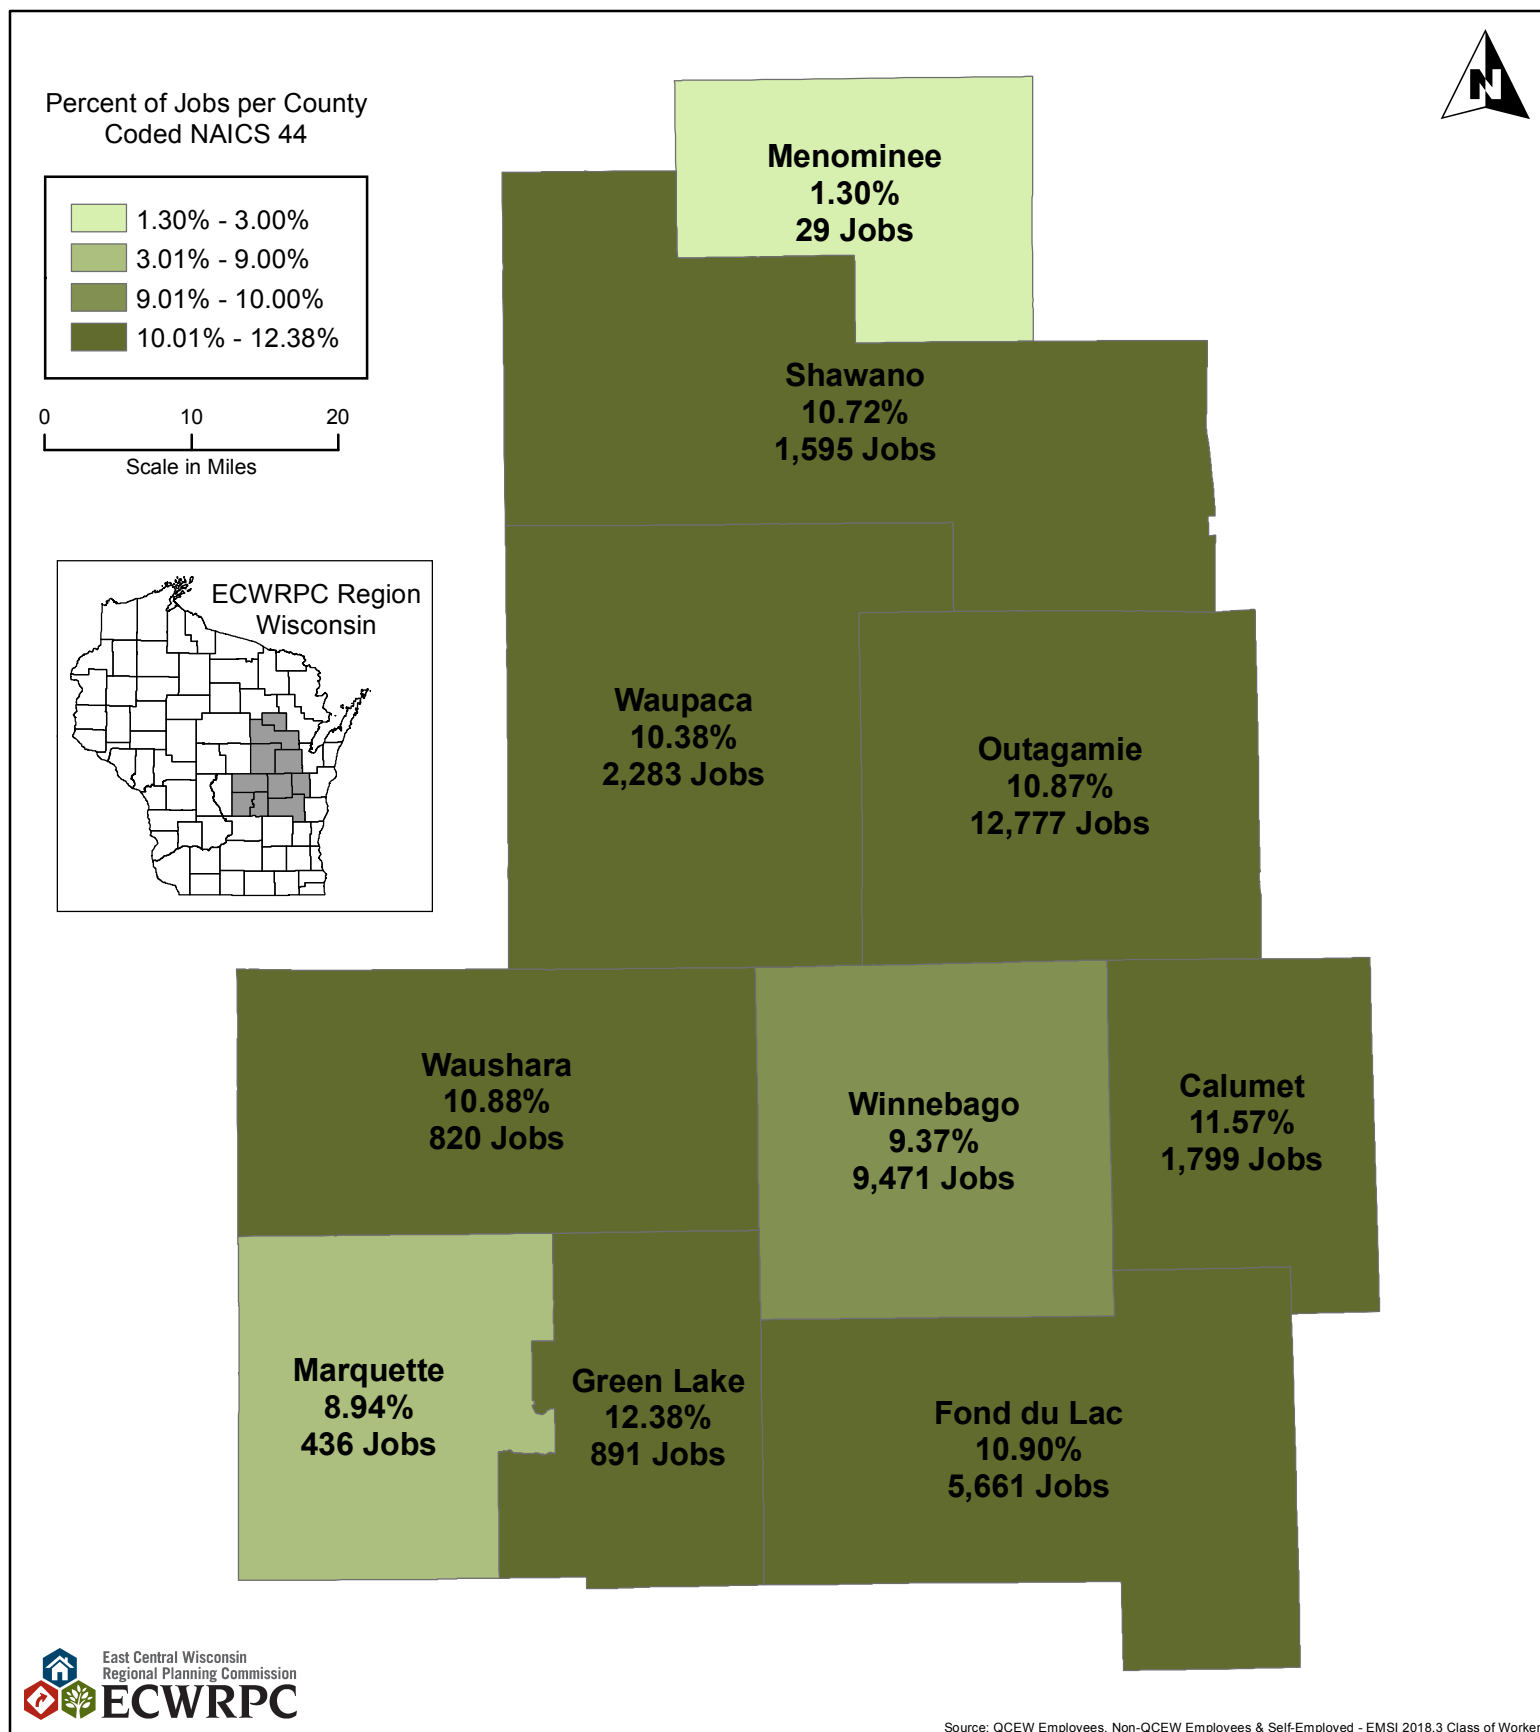 Percent of Jobs per County
Coded NAICS 44
1.30% - 3.00%
3.01% - 9.00%
9.01% - 10.00%
10.01% - 12.38%
0 10 20
Scale in Miles
ECWRPC Region
Wisconsin
N
Menominee
1.30%
29 Jobs
Shawano
10.72%
1,595 Jobs
Waupaca
10.38%
2,283 Jobs
Outagamie
10.87%
12,777 Jobs
Waushara
10.88%
820 Jobs
Winnebago
9.37%
9,471 Jobs
Calumet
11.57%
1,799 Jobs
Marquette
8.94%
436 Jobs
Green Lake
12.38%
891 Jobs
Fond du Lac
10.90%
5,661 Jobs
East Central Wisconsin
Regional Planning Commission
ECWRPC
Source: QCEW Employees, Non-QCEW Employees & Self-Employed - EMSI 2018.3 Class of Worker